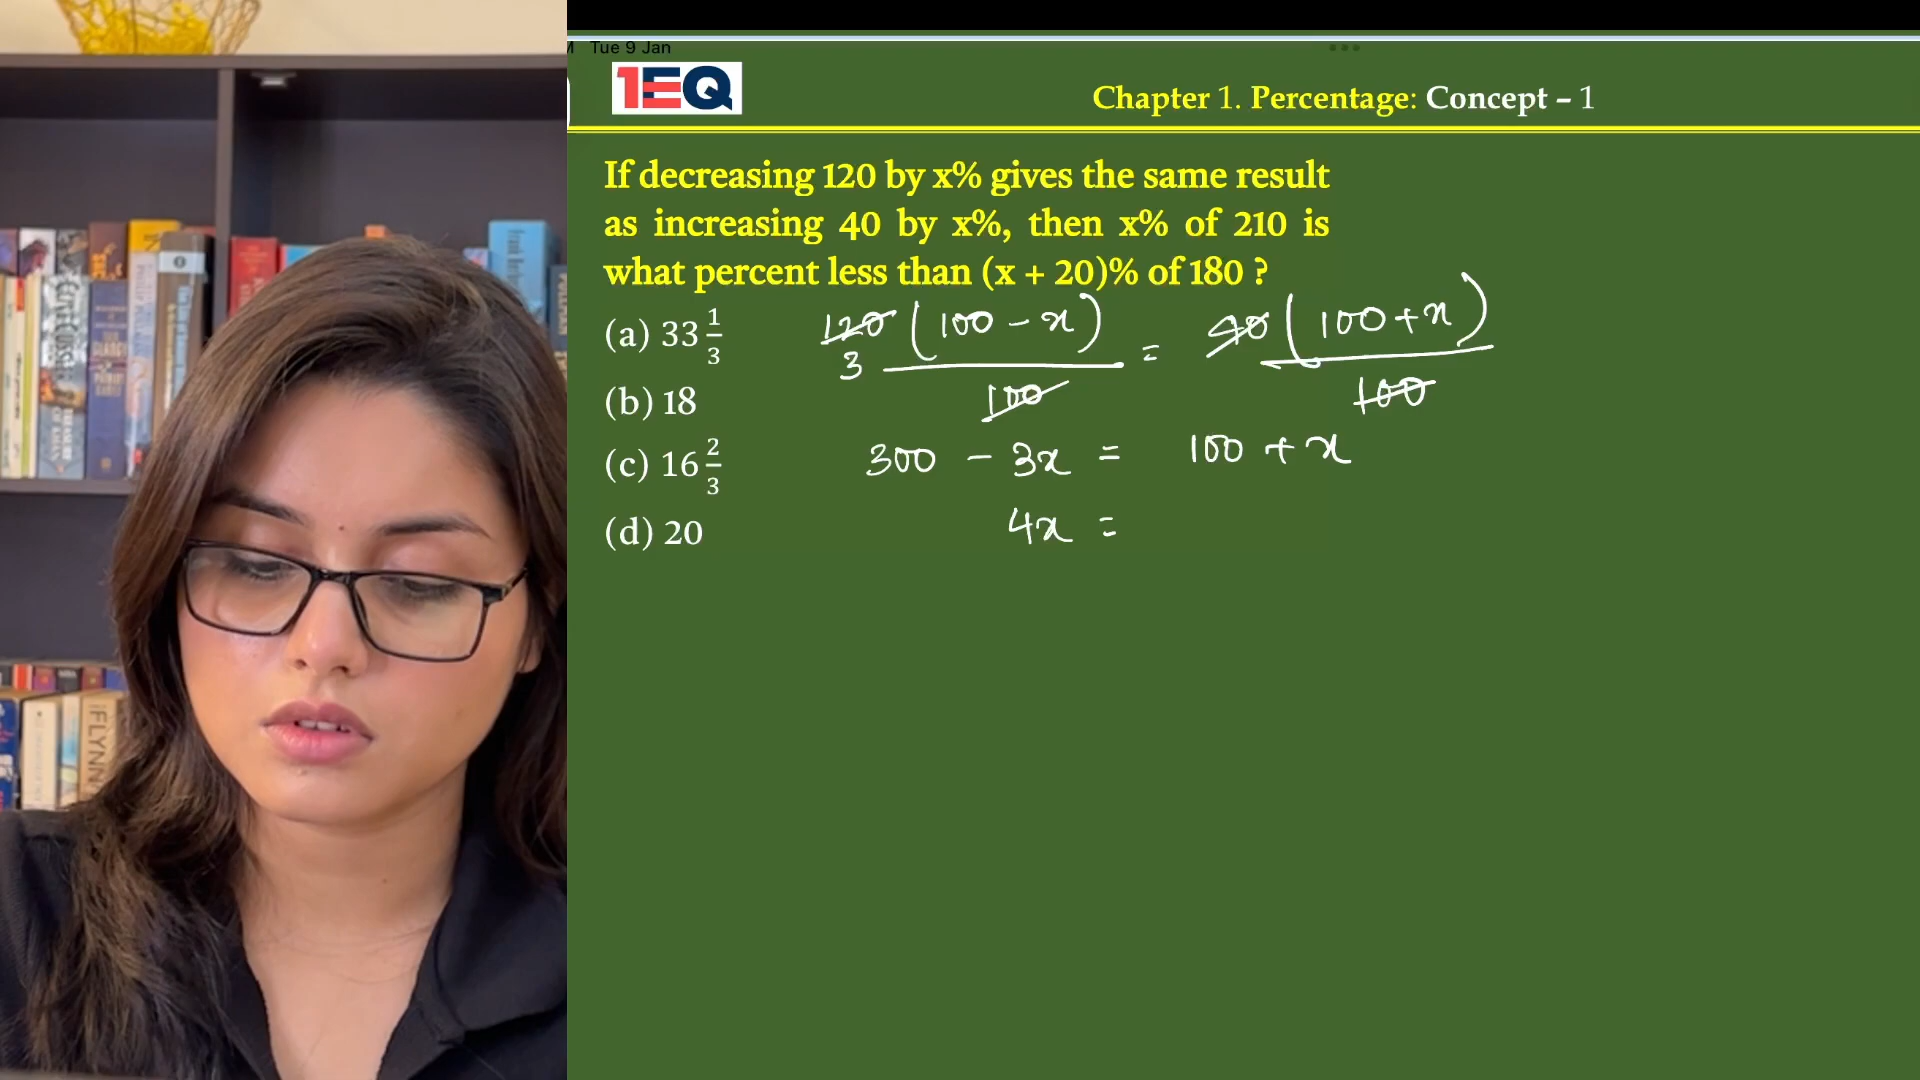 Tue 9 Jan
1EQ
Chapter 1. Percentage: Concept – 1
If decreasing 120 by x% gives the same result
as increasing 40 by x%, then x% of 210 is
what percent less than (x + 20)% of 180 ?
(a) 33 1/3
(b) 18
(c) 16 2/3
(d) 20
120 (100 - x) = 40 (100 + x)
3
100 100
300 - 3x = 100 + x
4x =
FLYNN